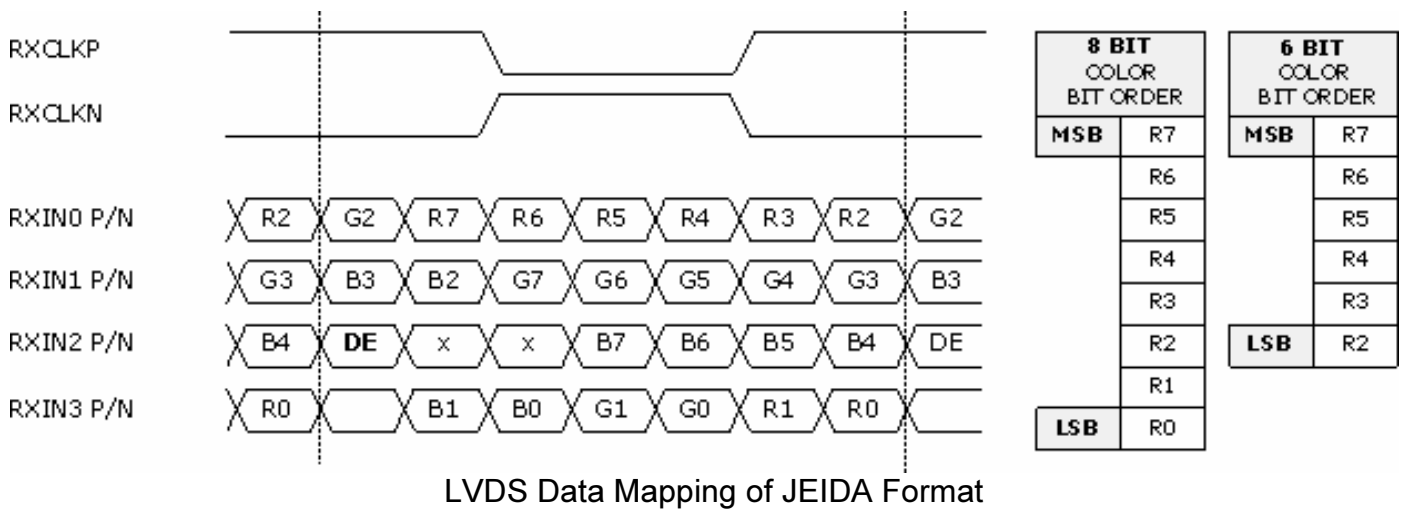 RXCLKP
RXCLKN
RXIN0 P/N R2 G2 R7 R6 R5 R4 R3 R2 G2
RXIN1 P/N G3 B3 B2 G7 G6 G5 G4 G3 B3
RXIN2 P/N B4 DE x x B7 B6 B5 B4 DE
RXIN3 P/N R0 B1 B0 G1 G0 R1 R0
8 BIT
COLOR
BIT ORDER
MSB R7
R6
R5
R4
R3
R2
R1
LSB R0
6 BIT
COLOR
BIT ORDER
MSB R7
R6
R5
R4
R3
LSB R2
LVDS Data Mapping of JEIDA Format